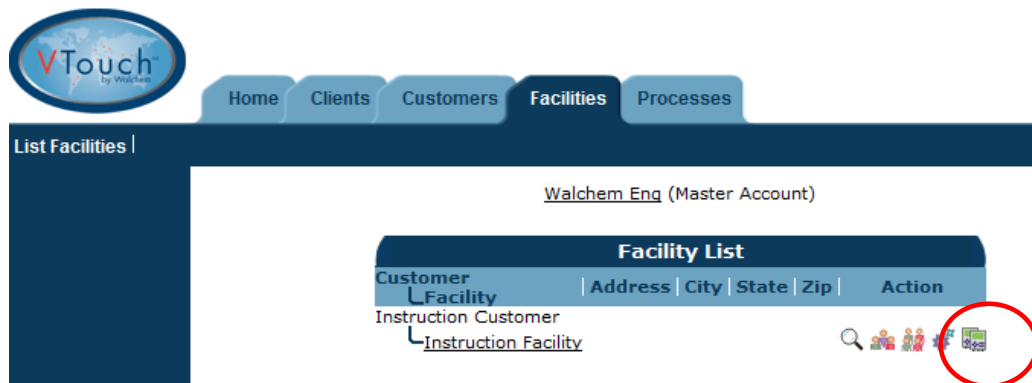 VTouch™
by Walchem
Home Clients Customers Facilities Processes
List Facilities
Walchem Eng (Master Account)
Facility List
Customer
Facility
Address City State Zip Action
Instruction Customer
Instruction Facility